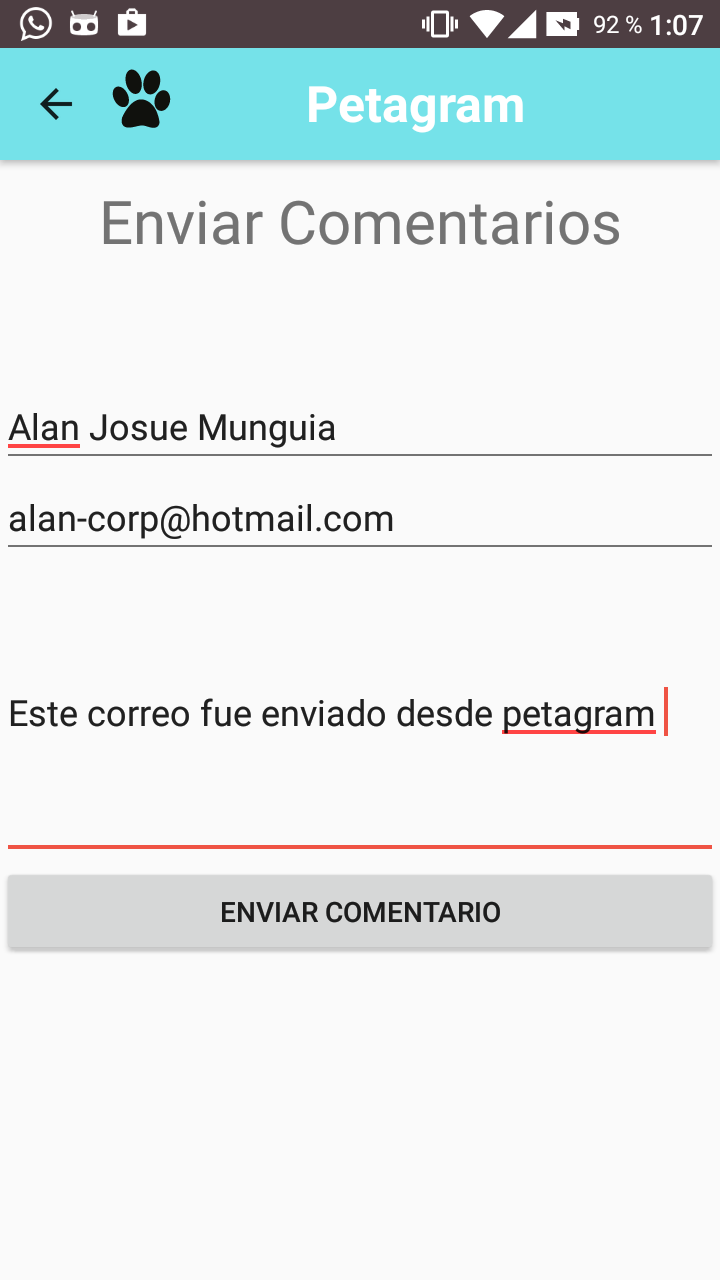 92 % 1:07
Petagram
Enviar Comentarios
Alan Josue Munguia
alan-corp@hotmail.com
Este correo fue enviado desde petagram
ENVIAR COMENTARIO